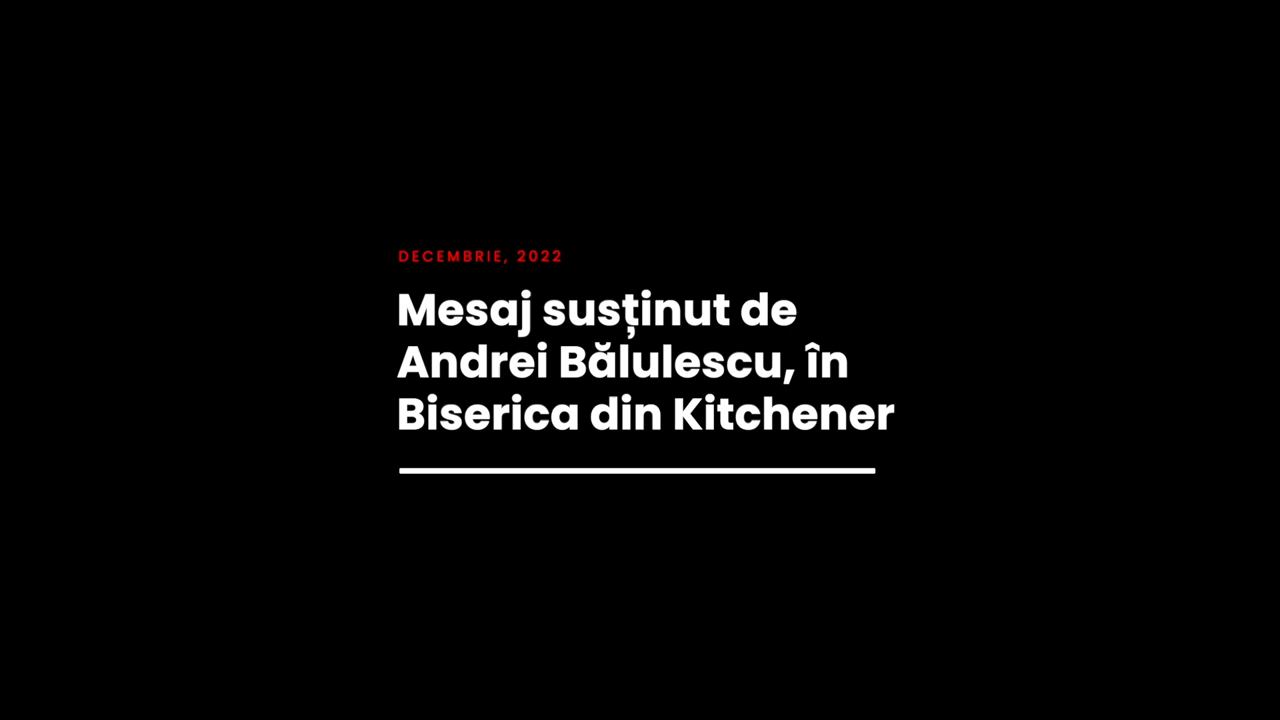 DECEMBRIE, 2022
Mesaj susținut de
Andrei Bălulescu, în
Biserica din Kitchener